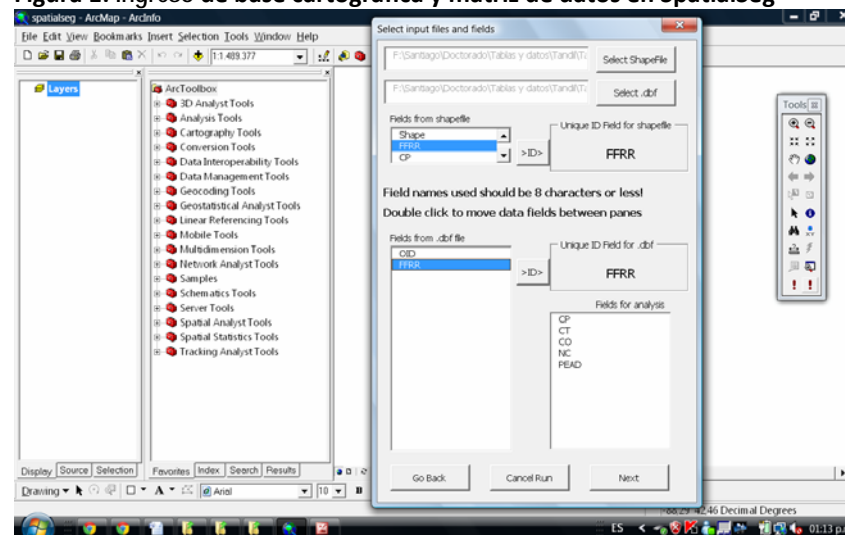 Figura 1. Ingreso de base cartográfica y matriz de datos en SpatialSeg
spatialseg - ArcMap - ArcInfo
File Edit View Bookmarks Insert Selection Tools Window Help
1:1.489.377
Layers
ArcToolbox
3D Analyst Tools
Analysis Tools
Cartography Tools
Conversion Tools
Data Interoperability Tools
Data Management Tools
Geocoding Tools
Geostatistical Analyst Tools
Linear Referencing Tools
Mobile Tools
Multidimension Tools
Network Analyst Tools
Samples
Schematics Tools
Server Tools
Spatial Analyst Tools
Spatial Statistics Tools
Tracking Analyst Tools
Display Source Selection
Favorites Index Search Results
Drawing
Arial
10
B
Select input files and fields
F:\Santiago\Doctorado\Tablas y datos\Tandil\Ta
Select ShapeFile
F:\Santiago\Doctorado\Tablas y datos\Tandil\Ta
Select .dbf
Fields from shapefile
Shape
FFRR
CP
>ID>
Unique ID Field for shapefile
FFRR
Field names used should be 8 characters or less!
Double click to move data fields between panes
Fields from .dbf file
OID
FFRR
>ID>
Unique ID Field for .dbf
FFRR
Fields for analysis
CP
CT
CO
NC
PEAD
Go Back
Cancel Run
Next
Tools
42,46 Decimal Degrees
ES
01:13 p.